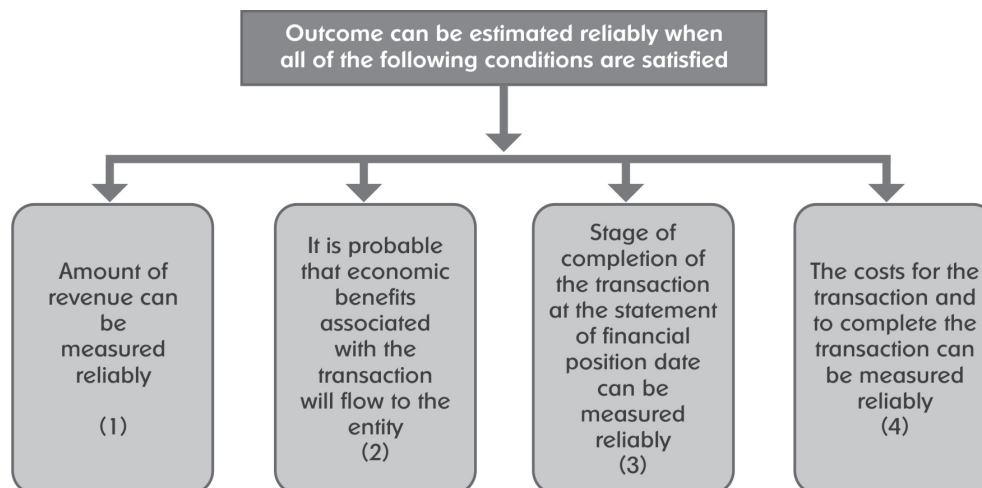 Outcome can be estimated reliably when
all of the following conditions are satisfied
Amount of
revenue can
be
measured
reliably
(1)
It is probable
that economic
benefits
associated
with the
transaction
will flow to the
entity
(2)
Stage of
completion of
the transaction
at the statement
of financial
position date
can be
measured
reliably
(3)
The costs for the
transaction and
to complete the
transaction can
be measured
reliably
(4)